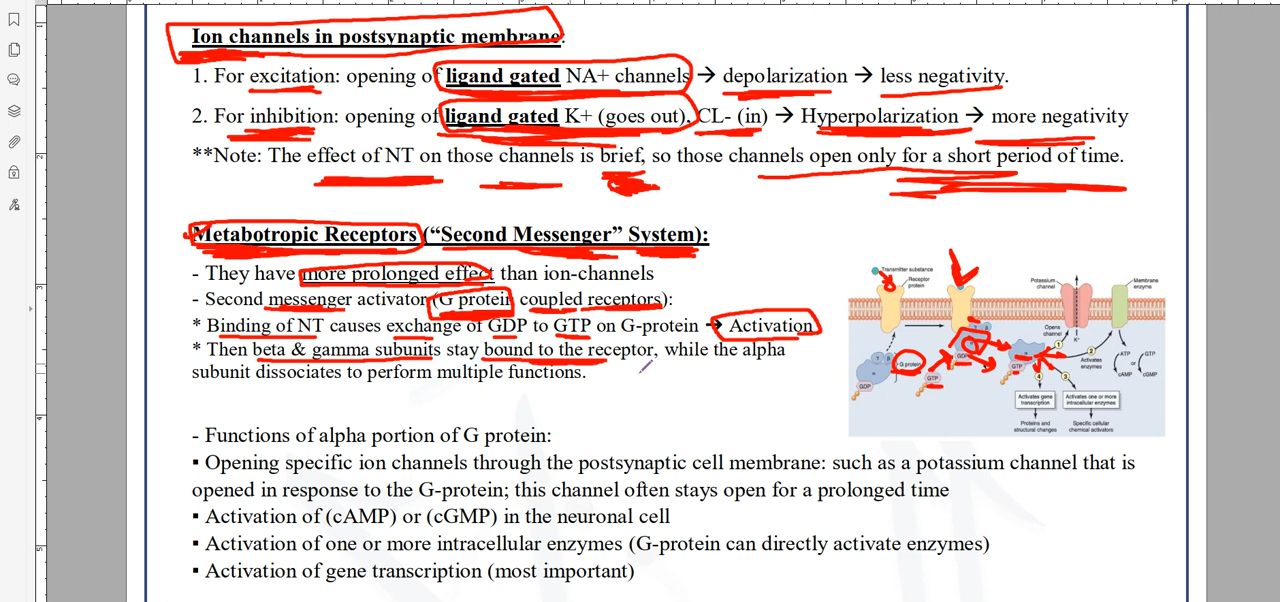 Ion channels in postsynaptic membrane:
1. For excitation: opening of ligand gated NA+ channels → depolarization → less negativity.
2. For inhibition: opening of ligand gated K+ (goes out), CL- (in) → Hyperpolarization → more negativity
**Note: The effect of NT on those channels is brief, so those channels open only for a short period of time.
Metabotropic Receptors (“Second Messenger” System):
- They have more prolonged effect than ion-channels
- Second messenger activator (G protein coupled receptors):
* Binding of NT causes exchange of GDP to GTP on G-protein → Activation
* Then beta & gamma subunits stay bound to the receptor, while the alpha
subunit dissociates to perform multiple functions.
Transmitter substance
Receptor
protein
Potassium
channel
Membrane
enzyme
Opens
channel
K+
1
2
Activates
enzymes
ATP
GTP
or
cAMP
cGMP
γ β
α
G protein
GDP
GTP
GDP
GTP
4
3
Activates gene
transcription
Activates one or more
intracellular enzymes
Proteins and
structural changes
Specific cellular
chemical activators
- Functions of alpha portion of G protein:
▪ Opening specific ion channels through the postsynaptic cell membrane: such as a potassium channel that is
opened in response to the G-protein; this channel often stays open for a prolonged time
▪ Activation of (cAMP) or (cGMP) in the neuronal cell
▪ Activation of one or more intracellular enzymes (G-protein can directly activate enzymes)
▪ Activation of gene transcription (most important)